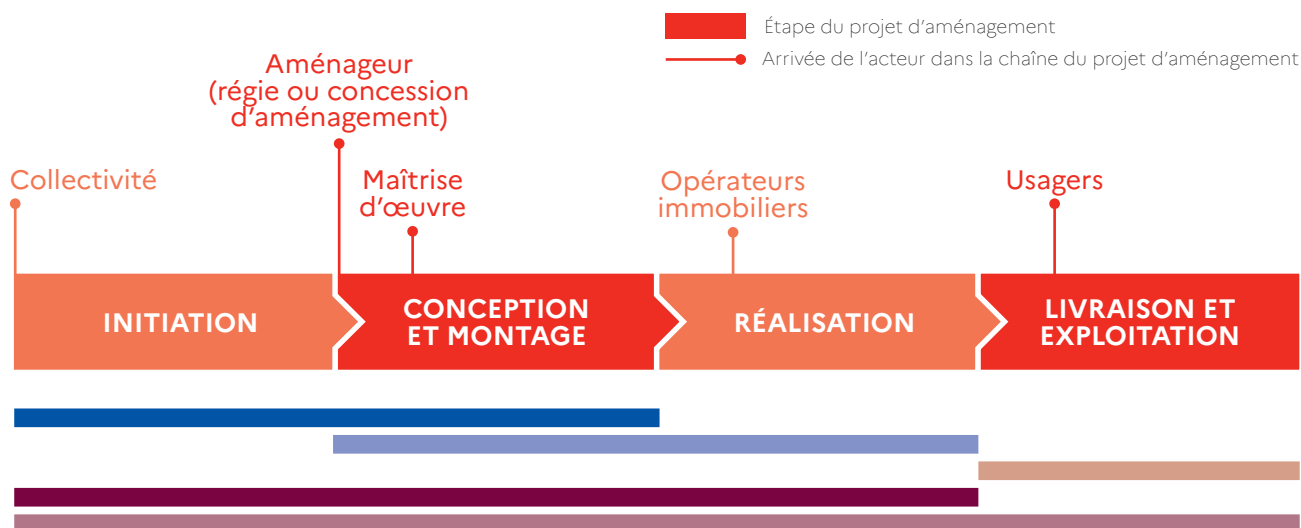 Étape du projet d’aménagement
Arrivée de l’acteur dans la chaîne du projet d’aménagement
Aménageur
(régie ou concession
d’aménagement)
Collectivité
Maîtrise
d’œuvre
Opérateurs
immobiliers
Usagers
INITIATION
CONCEPTION
ET MONTAGE
RÉALISATION
LIVRAISON ET
EXPLOITATION